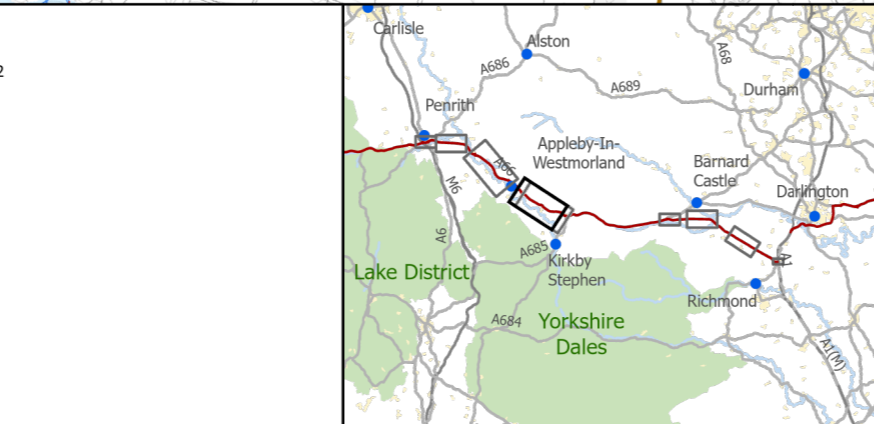 2
Carlisle
Alston
A68
A686
A689
Durham
Penrith
Appleby-In-
Westmorland
A66
Barnard
Castle
M6
Darlington
A6
A685
A1
Lake District
Kirkby
Stephen
Richmond
A684
Yorkshire
Dales
A1(M)